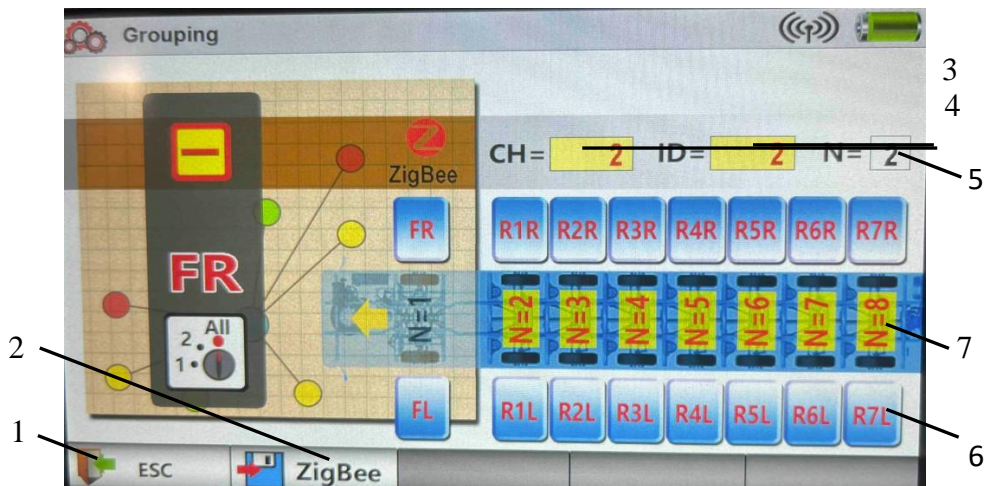 Grouping
3
4
ZigBee
CH= 2 ID= 2 N= 2
5
FR R1R R2R R3R R4R R5R R6R R7R
FR
N=1 N=2 N=3 N=4 N=5 N=6 N=7 N=8
7
All
2
1
2
FL R1L R2L R3L R4L R5L R6L R7L
6
1
ESC ZigBee